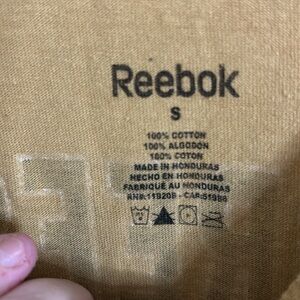 Reebok
S
100% COTTON
100% ALGODON
100% COTON
MADE IN HONDURAS
HECHO EN HONDURAS
FABRIQUÉ AU HONDURAS
RN#:119208 - CA#:51986